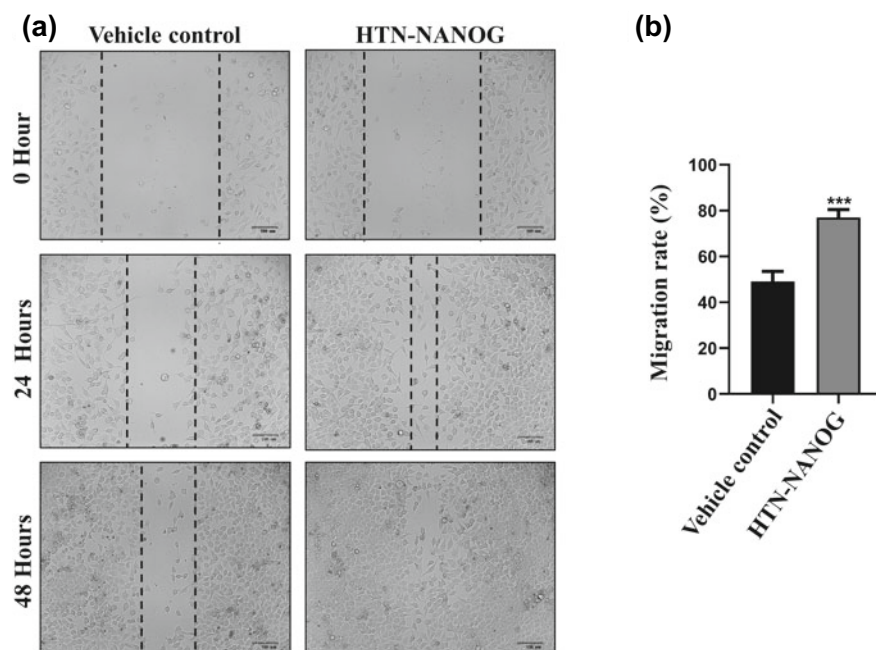 (a)
Vehicle control
HTN-NANOG
0 Hour
24 Hours
48 Hours
(b)
Migration rate (%)
100
80
60
40
20
0
***
Vehicle control
HTN-NANOG